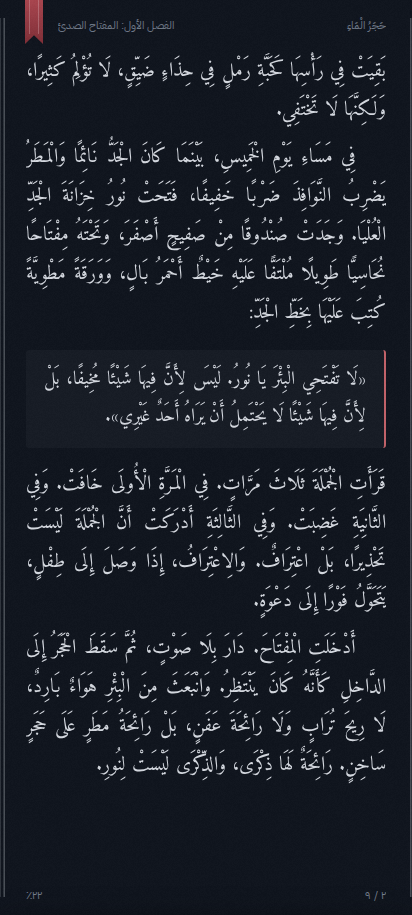 حَجَرُ الْمَاءِ
الفصل الأول: المفتاح الصدئ
بَقِيَتْ فِي رَأْسِهَا كَحَبَّةِ رَمْلٍ فِي حِذَاءٍ ضَيِّقٍ، لَا تُؤْلِمُ كَثِيرًا،
وَلَكِنَّهَا لَا تَخْتَفِي.
فِي مَسَاءِ يَوْمِ الْخَمِيسِ، بَيْنَمَا كَانَ الْجَدُّ نَائِمًا وَالْمَطَرُ
يَضْرِبُ النَّوَافِذَ ضَرْبًا خَفِيفًا، فَتَحَتْ نُورُ خِزَانَةَ الْجَدِّ
الْعُلْيَا. وَجَدَتْ صُنْدُوقًا مِنْ صَفِيحٍ أَصْفَرَ، وَتَحْتَهُ مِفْتَاحًا
نُحَاسِيًّا طَوِيلًا مُلْتَفًّا عَلَيْهِ خَيْطٌ أَحْمَرُ بَالٍ، وَوَرَقَةً مَطْوِيَّةً
كُتِبَ عَلَيْهَا بِخَطِّ الْجَدِّ:
«لَا تَفْتَحِي الْبِئْرَ يَا نُورُ. لَيْسَ لِأَنَّ فِيهَا شَيْئًا مُخِيفًا، بَلْ
لِأَنَّ فِيهَا شَيْئًا لَا يَحْتَمِلُ أَنْ يَرَاهُ أَحَدٌ غَيْرِي».
قَرَأَتِ الْجُمْلَةَ ثَلَاثَ مَرَّاتٍ. فِي الْمَرَّةِ الْأُولَى خَافَتْ. وَفِي
الثَّانِيَةِ غَضِبَتْ. وَفِي الثَّالِثَةِ أَدْرَكَتْ أَنَّ الْجُمْلَةَ لَيْسَتْ
تَحْذِيرًا، بَلْ اعْتِرَافٌ. وَالِاعْتِرَافُ، إِذَا وَصَلَ إِلَى طِفْلٍ،
يَتَحَوَّلُ فَوْرًا إِلَى دَعْوَةٍ.
أَدْخَلَتِ الْمِفْتَاحَ. دَارَ بِلَا صَوْتٍ، ثُمَّ سَقَطَ الْحَجَرُ إِلَى
الدَّاخِلِ كَأَنَّهُ كَانَ يَنْتَظِرُ. وَانْبَعَثَ مِنَ الْبِئْرِ هَوَاءٌ بَارِدٌ،
لَا رِيحَ تُرَابٍ وَلَا رَائِحَةَ عَفَنٍ، بَلْ رَائِحَةُ مَطَرٍ عَلَى حَجَرٍ
سَاخِنٍ. رَائِحَةٌ لَهَا ذِكْرَى، وَالذِّكْرَى لَيْسَتْ لِنُورِ.
٢ / ٩
٢٢٪